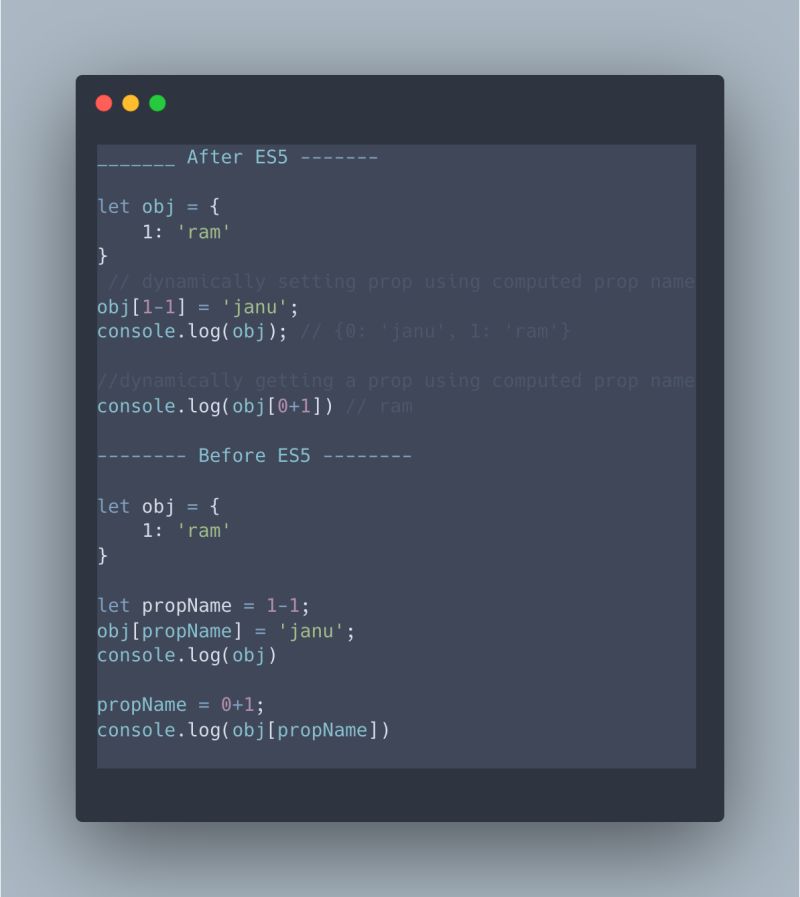 _______ After ES5 -------
let obj = {
    1: 'ram'
}
 // dynamically setting prop using computed prop name
obj[1-1] = 'janu';
console.log(obj); // {0: 'janu', 1: 'ram'}
//dynamically getting a prop using computed prop name
console.log(obj[0+1]) // ram
-------- Before ES5 --------
let obj = {
    1: 'ram'
}
let propName = 1-1;
obj[propName] = 'janu';
console.log(obj)
propName = 0+1;
console.log(obj[propName])